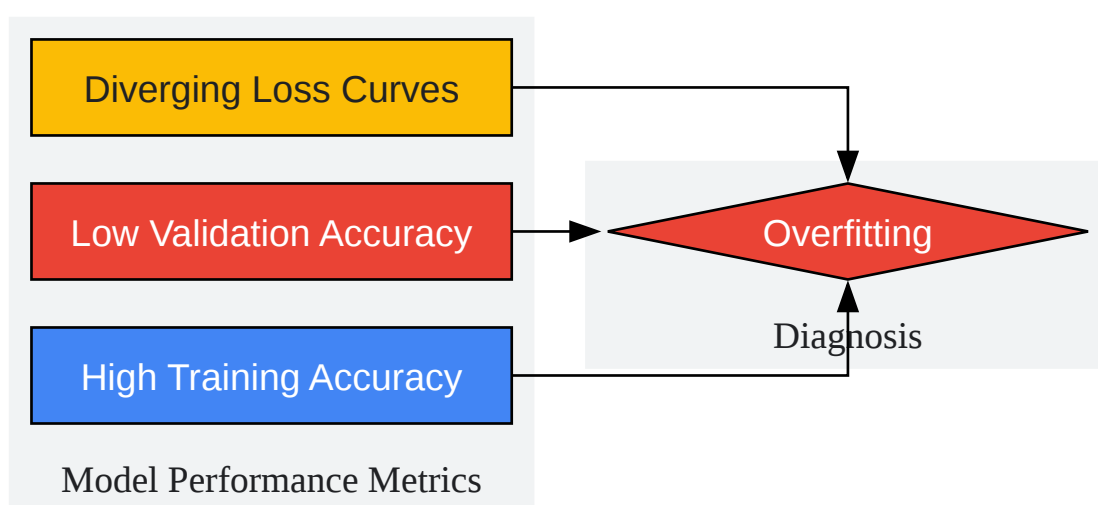 Diverging Loss Curves
Low Validation Accuracy
Overfitting
Diagnosis
High Training Accuracy
Model Performance Metrics